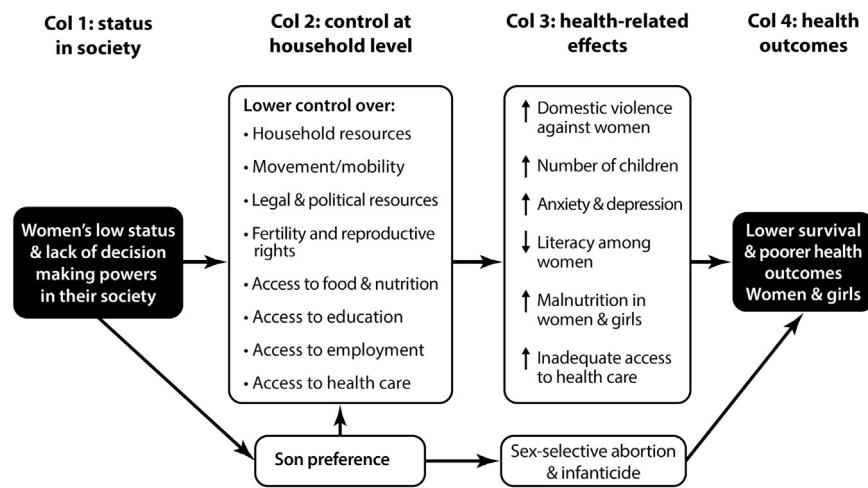 Col 1: status
in society
Col 2: control at
household level
Col 3: health-related
effects
Col 4: health
outcomes
Women's low status
& lack of decision
making powers
in their society
Lower control over:
• Household resources
• Movement/mobility
• Legal & political resources
• Fertility and reproductive
rights
• Access to food & nutrition
• Access to education
• Access to employment
• Access to health care
↑ Domestic violence
against women
↑ Number of children
↑ Anxiety & depression
↓ Literacy among
women
↑ Malnutrition in
women & girls
↑ Inadequate access
to health care
Lower survival
& poorer health
outcomes
Women & girls
Son preference
Sex-selective abortion
& infanticide